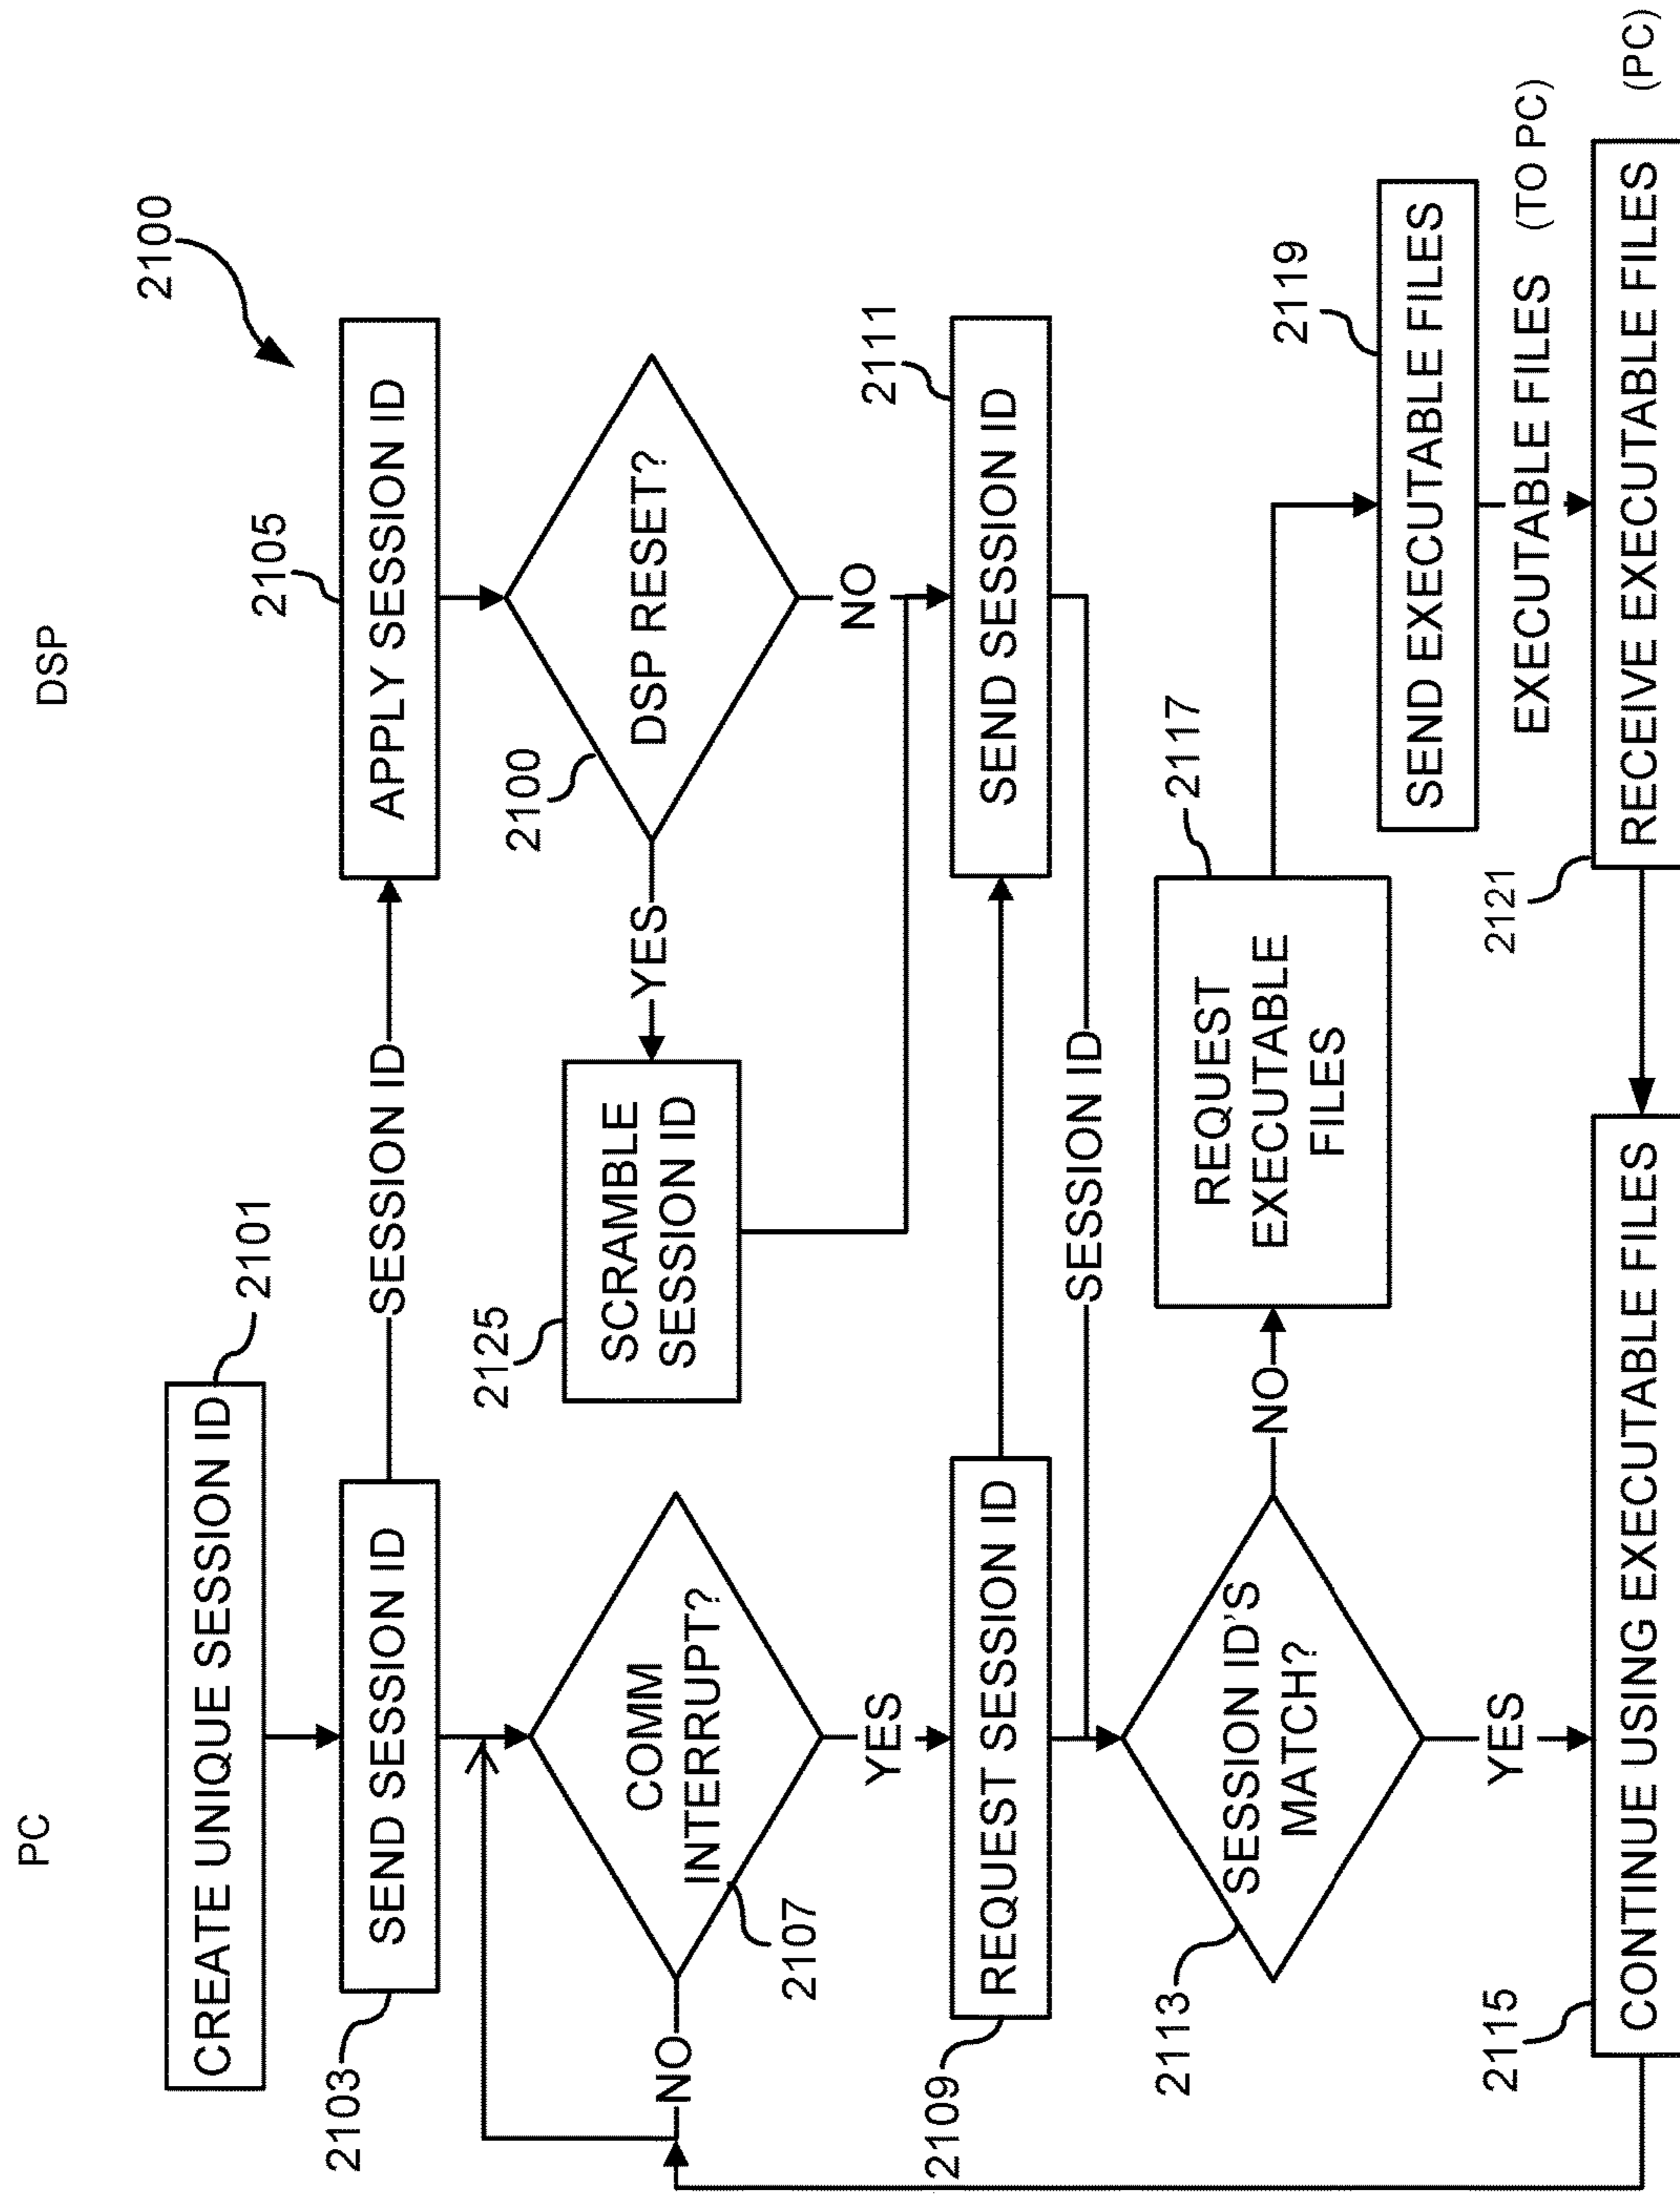 PC
DSP
2100
CREATE UNIQUE SESSION ID
2101
2103
SEND SESSION ID
SESSION ID
2105
APPLY SESSION ID
COMM
INTERRUPT?
2107
NO
YES
2125
SCRAMBLE
SESSION ID
YES
2100
DSP RESET?
NO
2109
REQUEST SESSION ID
2111
SEND SESSION ID
SESSION ID
2113
SESSION ID'S
MATCH?
NO
YES
REQUEST
EXECUTABLE
FILES
2117
2119
SEND EXECUTABLE FILES
EXECUTABLE FILES (TO PC)
2115
CONTINUE USING EXECUTABLE FILES
2121
RECEIVE EXECUTABLE FILES
(PC)